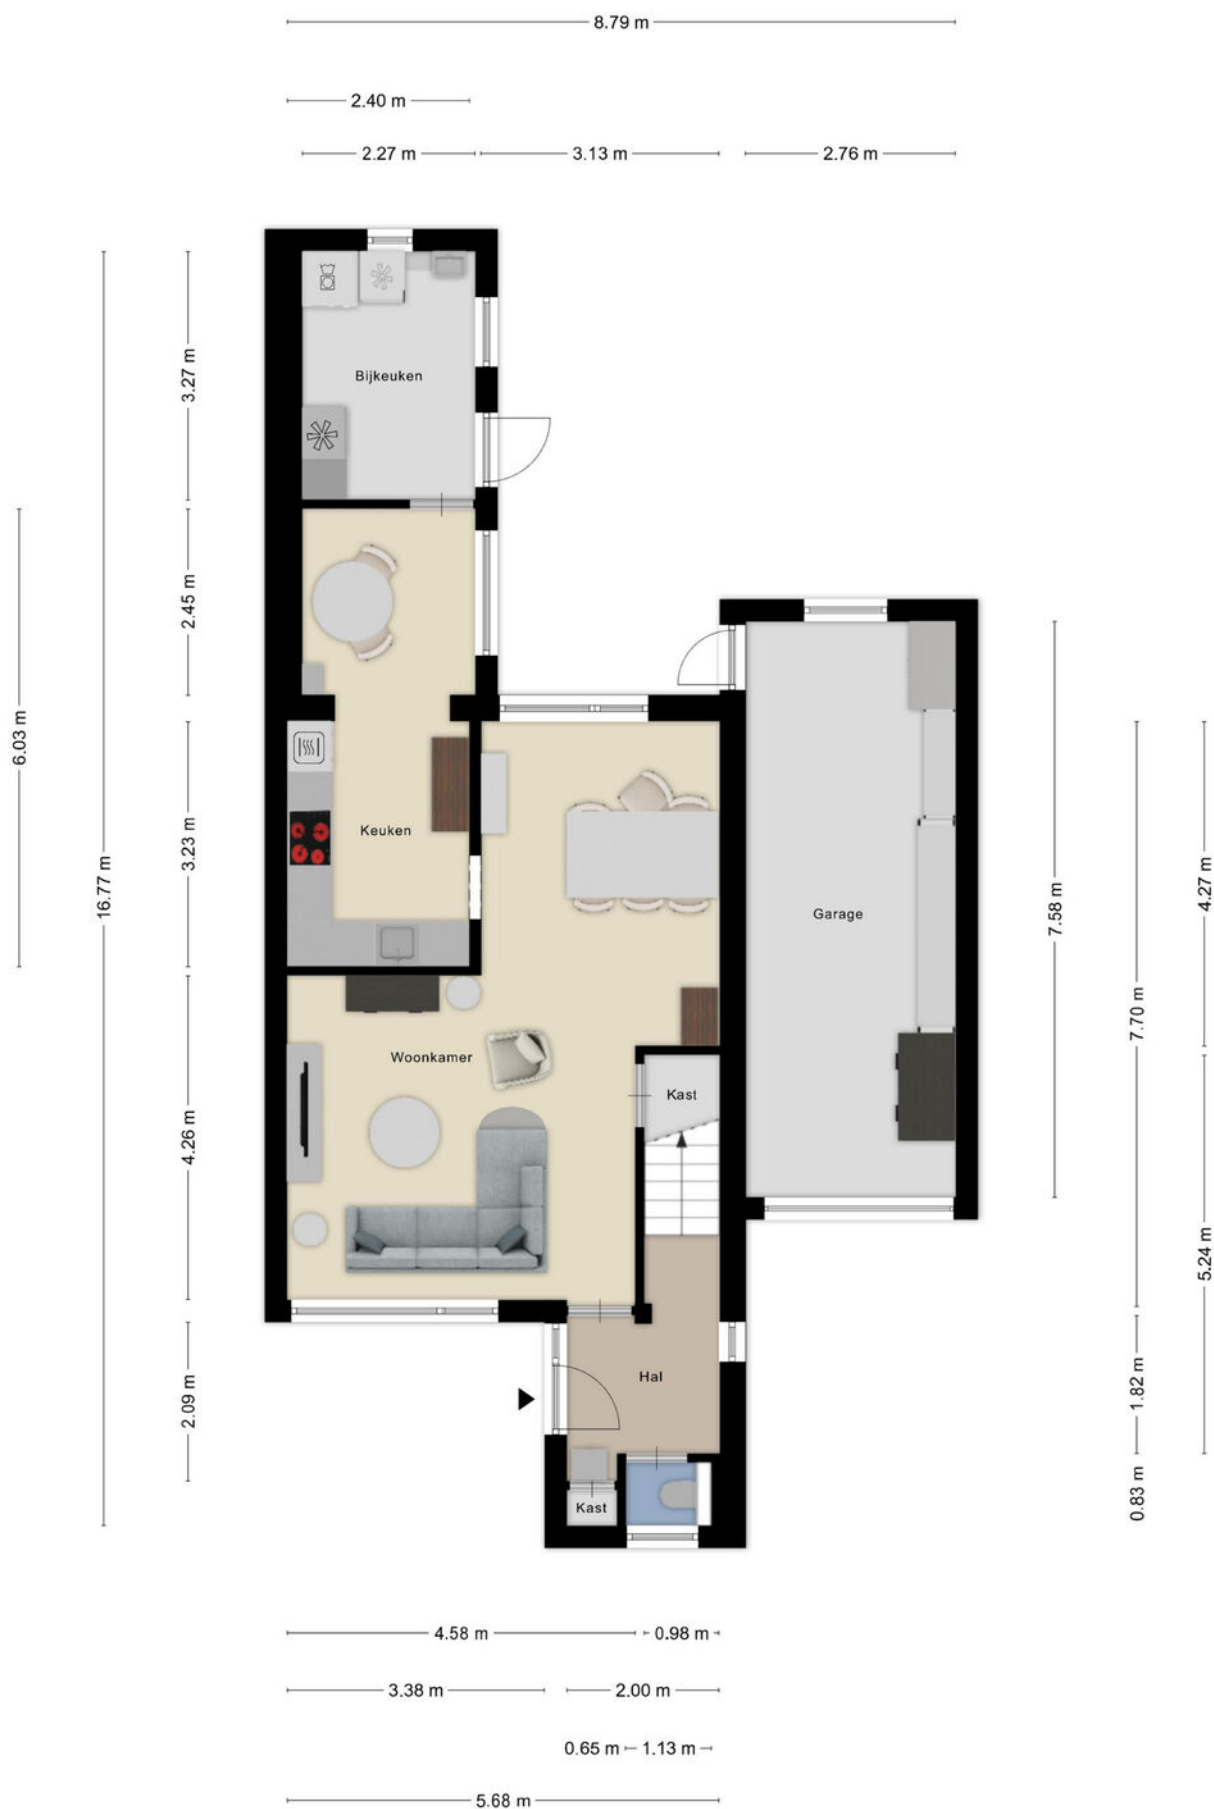 8.79 m
2.40 m
2.27 m
3.13 m
2.76 m
3.27 m
Bijkeuken
2.45 m
6.03 m
3.23 m
Keuken
16.77 m
4.27 m
7.58 m
Garage
7.70 m
Woonkamer
Kast
4.26 m
5.24 m
Hal
1.82 m
2.09 m
0.83 m
Kast
4.58 m
0.98 m
3.38 m
2.00 m
0.65 m
1.13 m
5.68 m